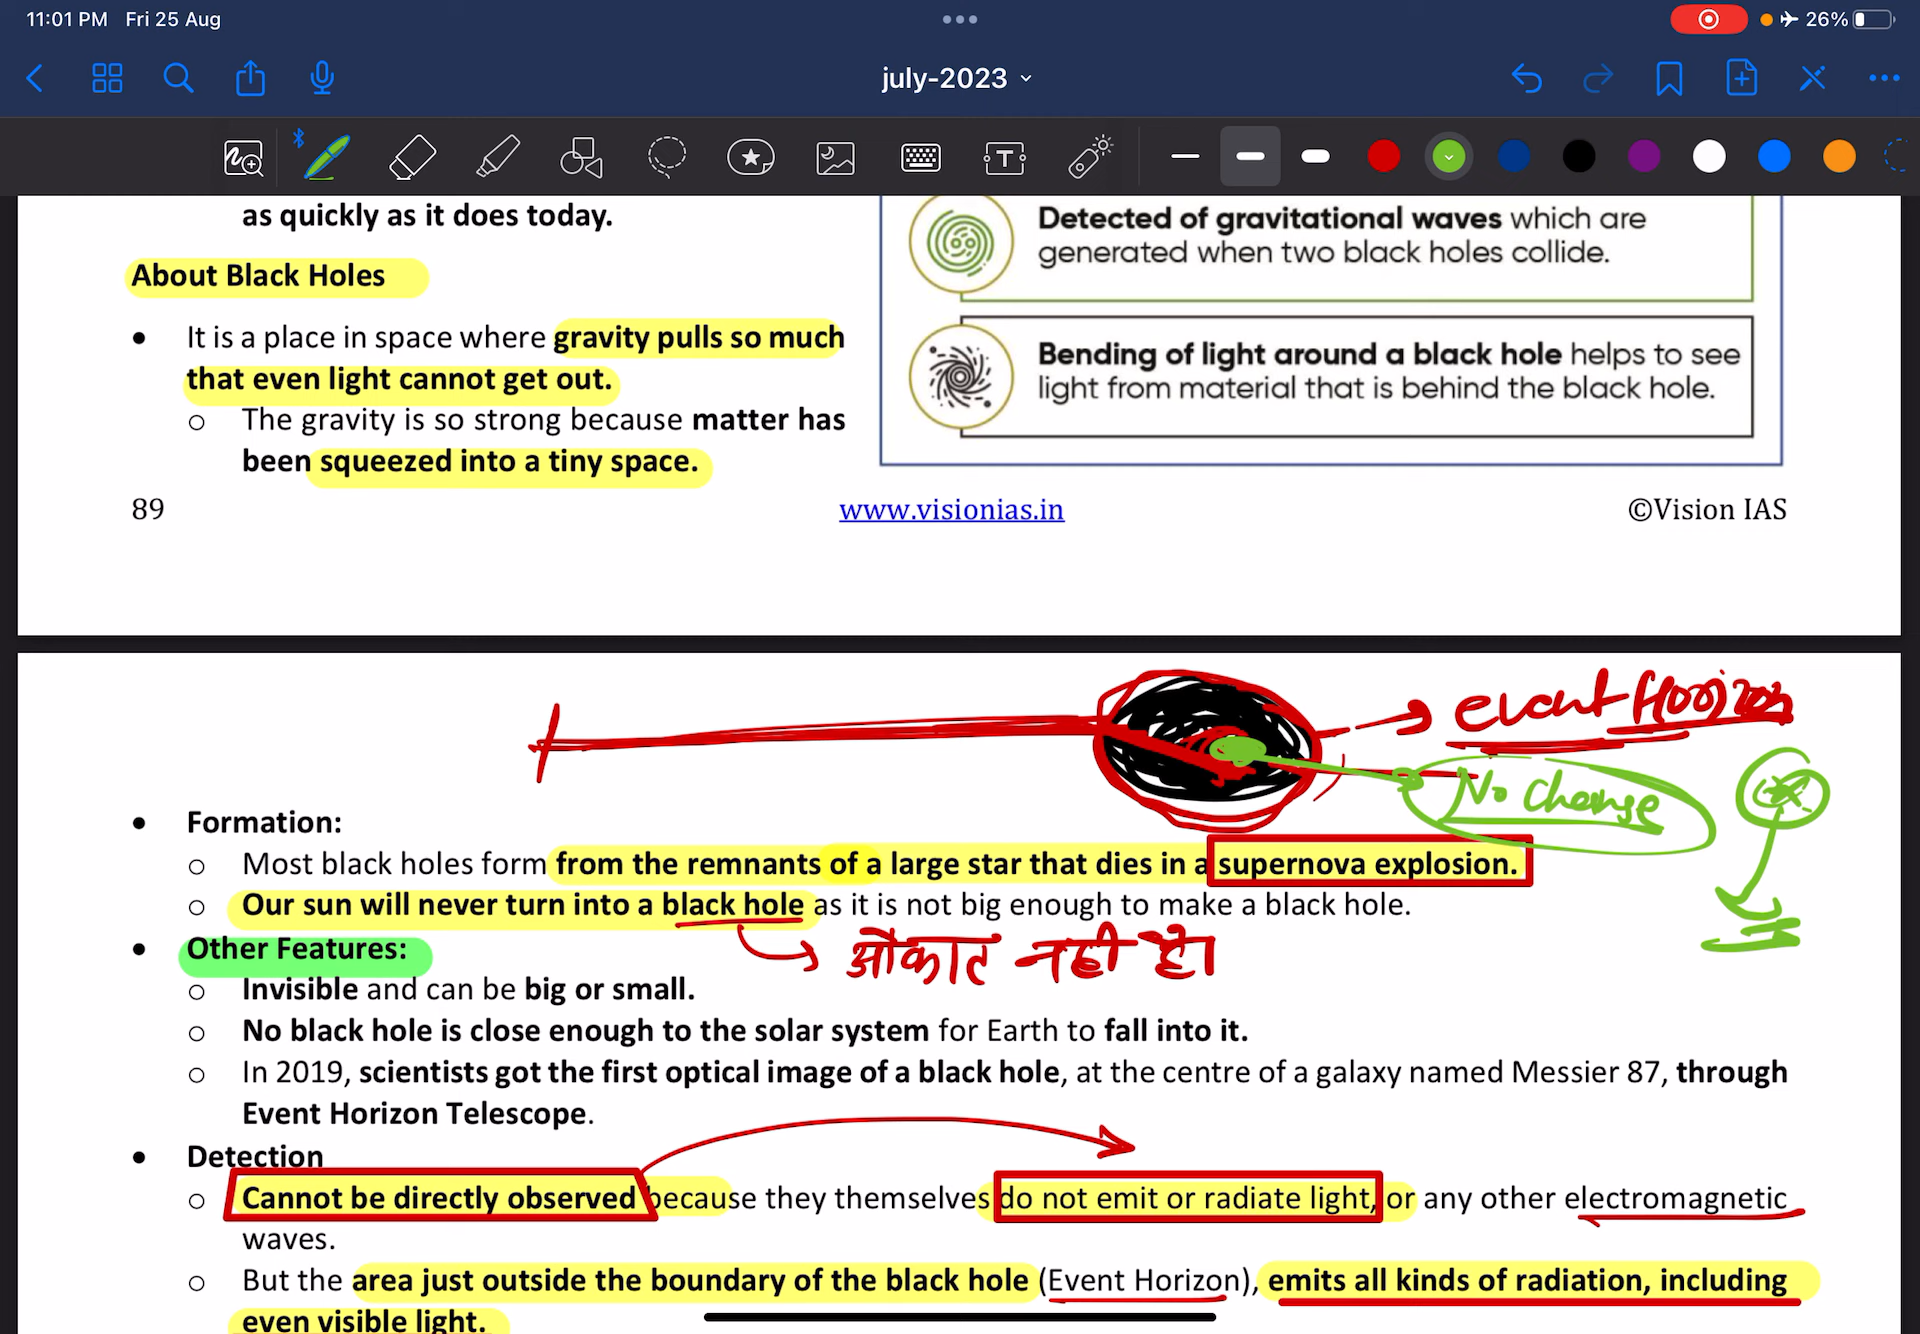 11:01 PM Fri 25 Aug
26%
july-2023
T
as quickly as it does today.
About Black Holes
• It is a place in space where gravity pulls so much
that even light cannot get out.
o The gravity is so strong because matter has
been squeezed into a tiny space.
Detected of gravitational waves which are
generated when two black holes collide.
Bending of light around a black hole helps to see
light from material that is behind the black hole.
89 www.visionias.in ©Vision IAS
event Horizon
No Change
• Formation:
o Most black holes form from the remnants of a large star that dies in a supernova explosion.
o Our sun will never turn into a black hole as it is not big enough to make a black hole.
औकात नही है।
• Other Features:
o Invisible and can be big or small.
o No black hole is close enough to the solar system for Earth to fall into it.
o In 2019, scientists got the first optical image of a black hole, at the centre of a galaxy named Messier 87, through
Event Horizon Telescope.
• Detection
o Cannot be directly observed because they themselves do not emit or radiate light, or any other electromagnetic
waves.
o But the area just outside the boundary of the black hole (Event Horizon), emits all kinds of radiation, including
even visible light.